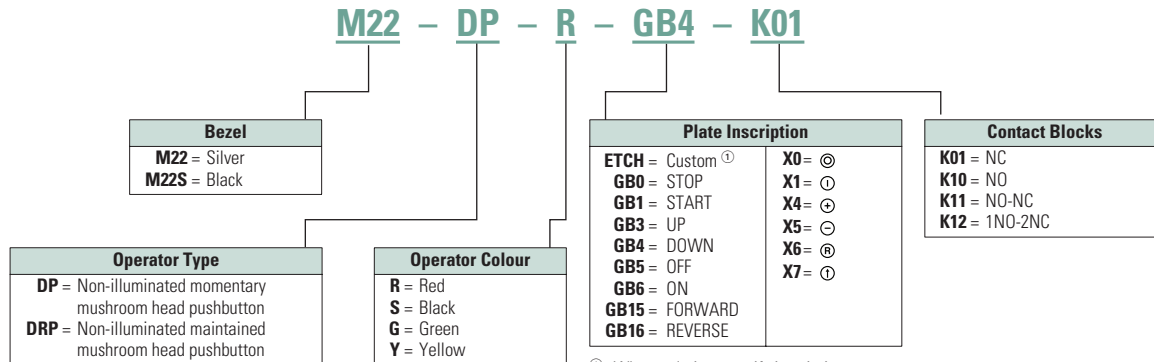 M22 – DP – R – GB4 – K01
Bezel
M22 = Silver
M22S = Black
Plate Inscription
ETCH = Custom ①
GB0 = STOP
GB1 = START
GB3 = UP
GB4 = DOWN
GB5 = OFF
GB6 = ON
GB15 = FORWARD
GB16 = REVERSE
X0= ◎
X1= Ⓘ
X4= ⊕
X5= ⊖
X6= Ⓡ
X7= ①
Contact Blocks
K01 = NC
K10 = NO
K11 = NO-NC
K12 = 1NO-2NC
Operator Type
DP = Non-illuminated momentary
mushroom head pushbutton
DRP = Non-illuminated maintained
mushroom head pushbutton
Operator Colour
R = Red
S = Black
G = Green
Y = Yellow